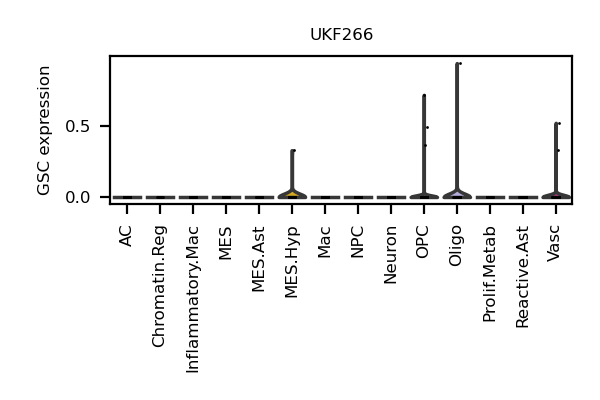 UKF266
GSC expression
0.5
0.0
AC
Chromatin.Reg
Inflammatory.Mac
MES
MES.Ast
MES.Hyp
Mac
NPC
Neuron
OPC
Oligo
Prolif.Metab
Reactive.Ast
Vasc